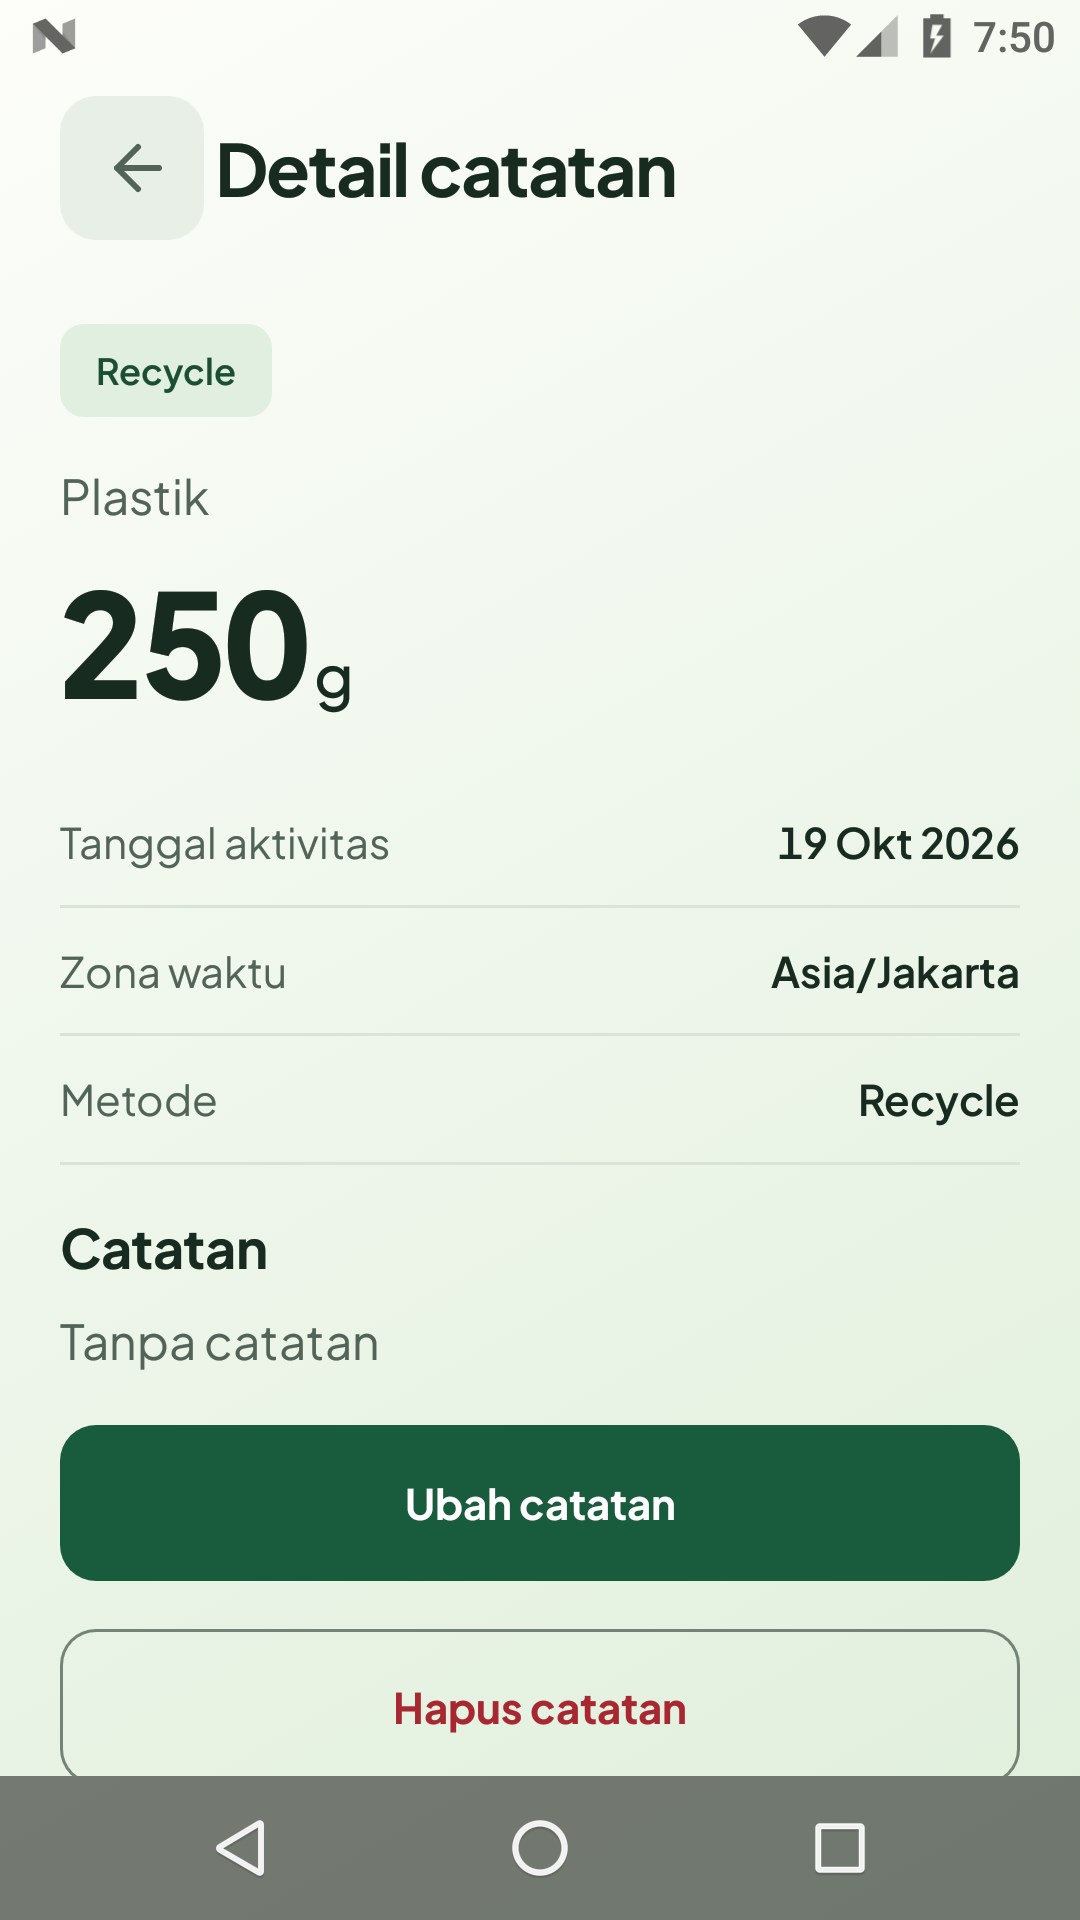 7:50
Detail catatan
Recycle
Plastik
250 g
Tanggal aktivitas 19 Okt 2026
Zona waktu Asia/Jakarta
Metode Recycle
Catatan
Tanpa catatan
Ubah catatan
Hapus catatan